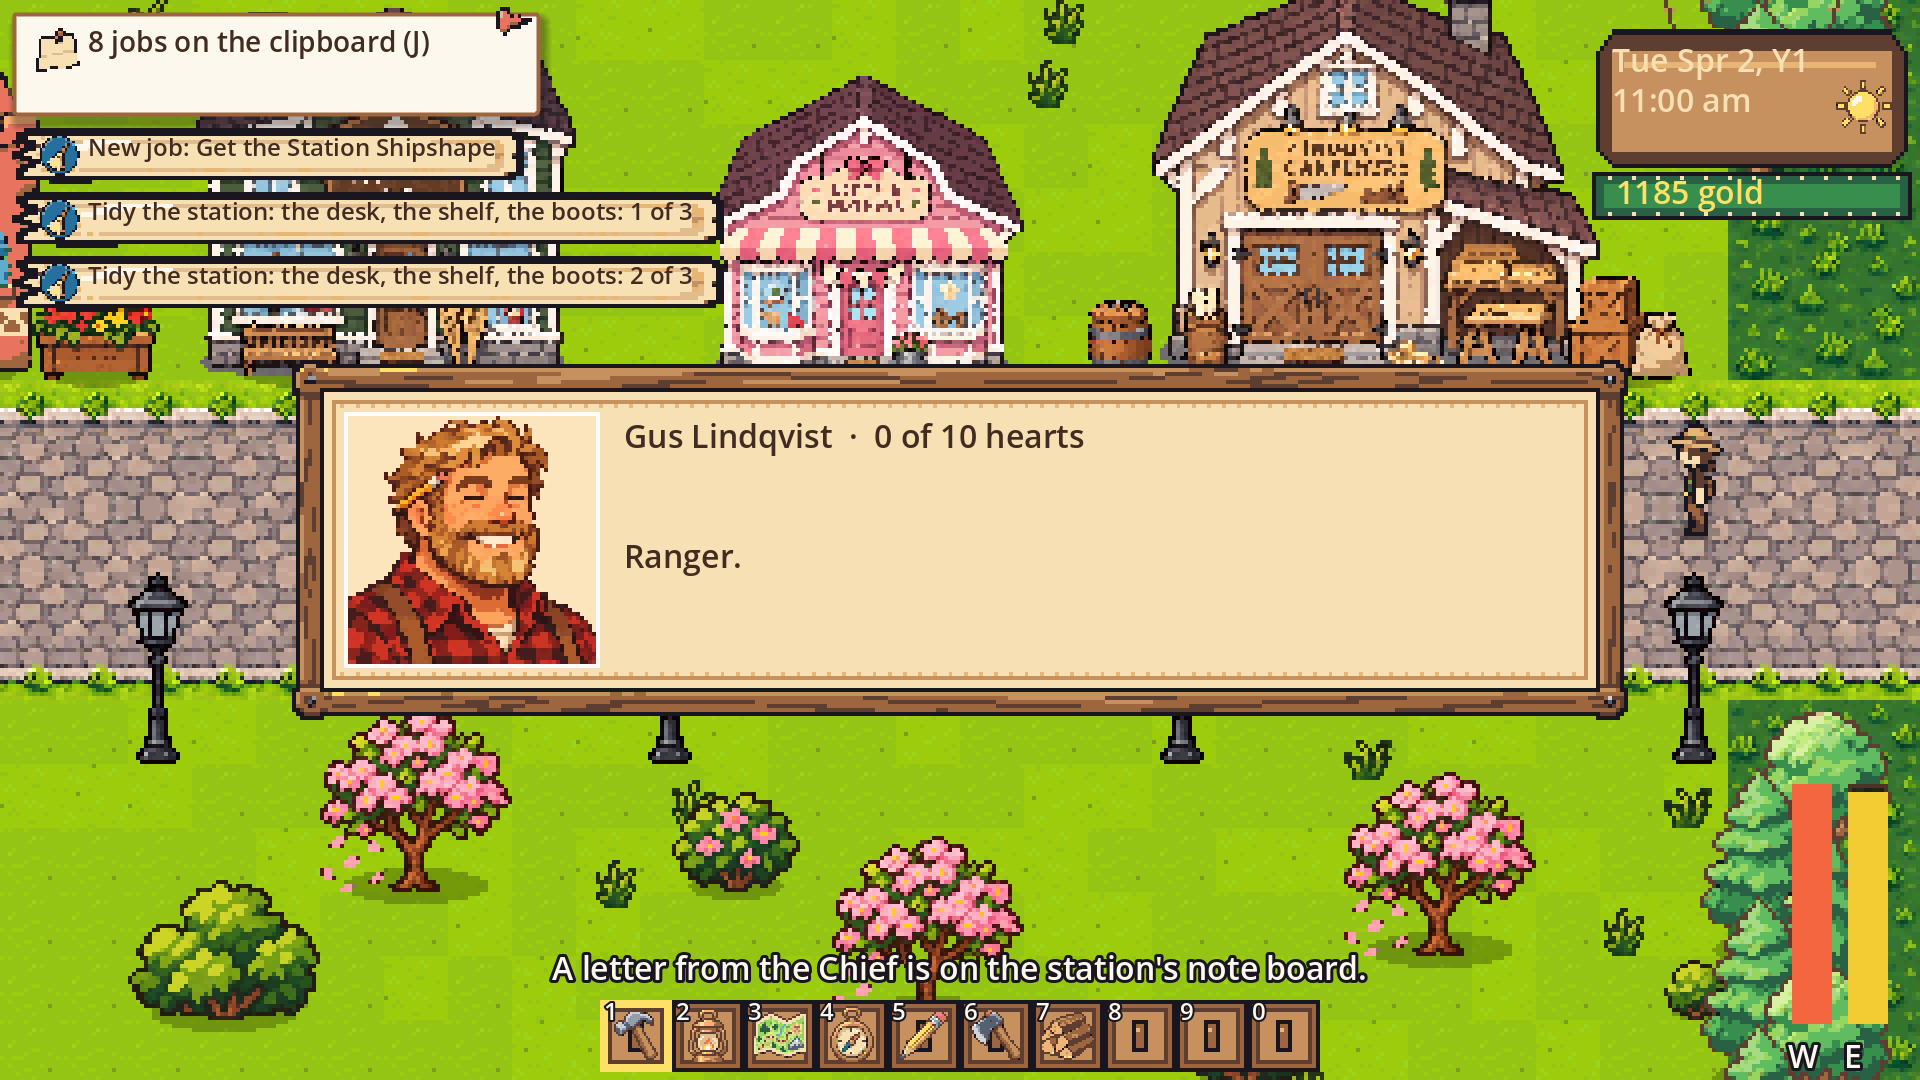 8 jobs on the clipboard (J)
New job: Get the Station Shipshape
Tidy the station: the desk, the shelf, the boots: 1 of 3
Tidy the station: the desk, the shelf, the boots: 2 of 3
Tue Spr 2, Y1
11:00 am
1185 gold
Gus Lindqvist · 0 of 10 hearts
Ranger.
A letter from the Chief is on the station's note board.
1 2 3 4 5 6 7 8 9 0
W E